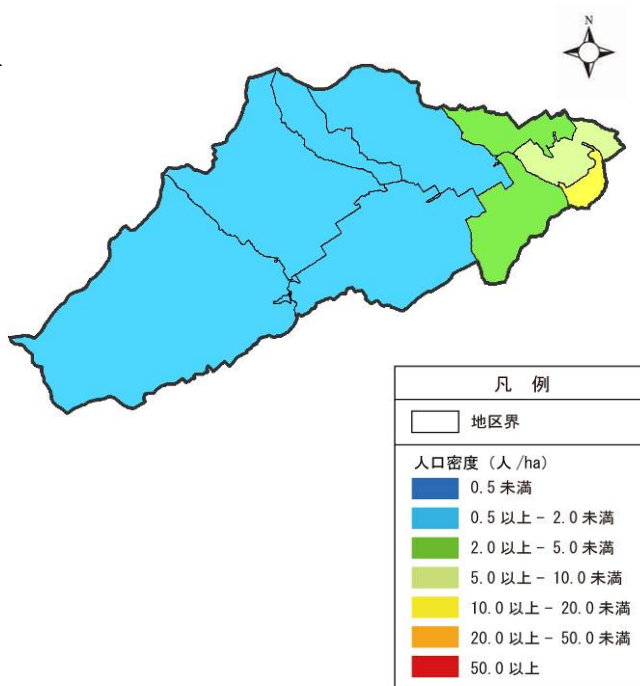 N
凡 例
地区界
人口密度（人 /ha)
0.5 未満
0.5 以上 − 2.0 未満
2.0 以上 − 5.0 未満
5.0 以上 − 10.0 未満
10.0 以上 − 20.0 未満
20.0 以上 − 50.0 未満
50.0 以上